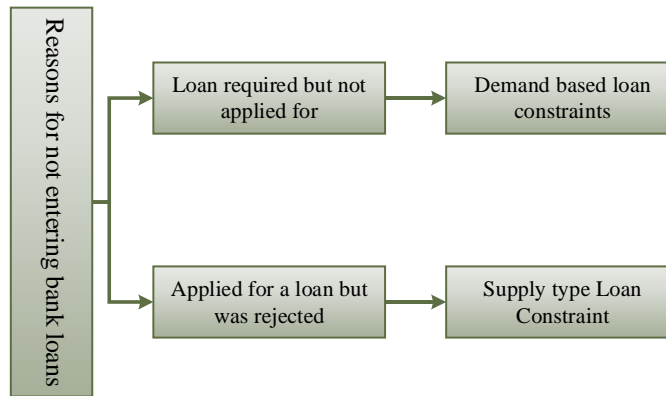 Reasons for not entering bank loans
Loan required but not
applied for
Demand based loan
constraints
Applied for a loan but
was rejected
Supply type Loan
Constraint